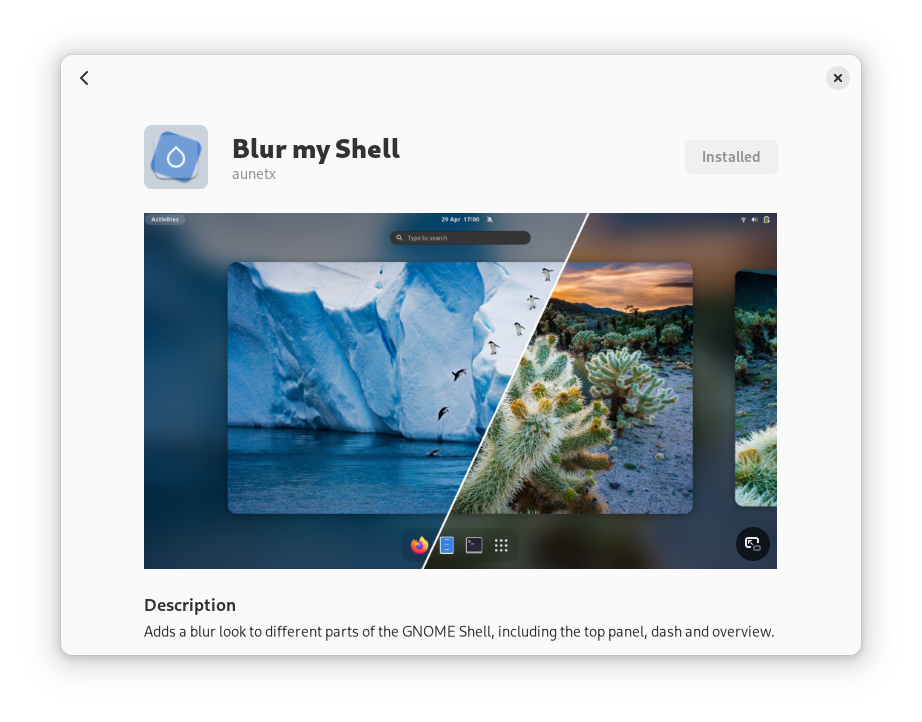 Blur my Shell
aunetx
Installed
Activities
29 Apr 17:00
Type to search
Description
Adds a blur look to different parts of the GNOME Shell, including the top panel, dash and overview.